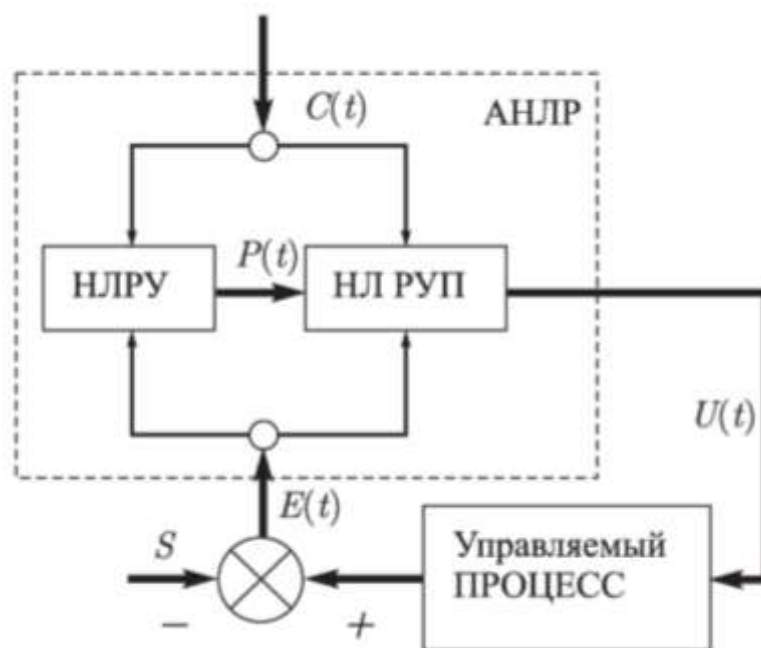 C(t)
АНЛР
НЛРУ
P(t)
НЛ РУП
U(t)
E(t)
S
Управляемый
ПРОЦЕСС
− +